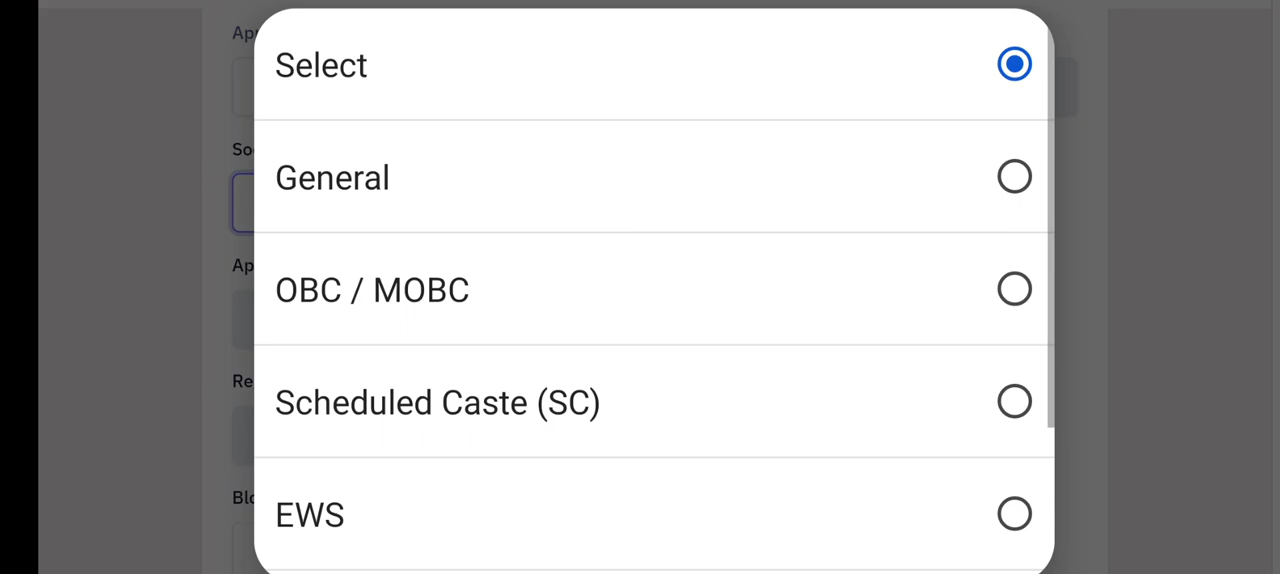 Select
General
OBC / MOBC
Scheduled Caste (SC)
EWS